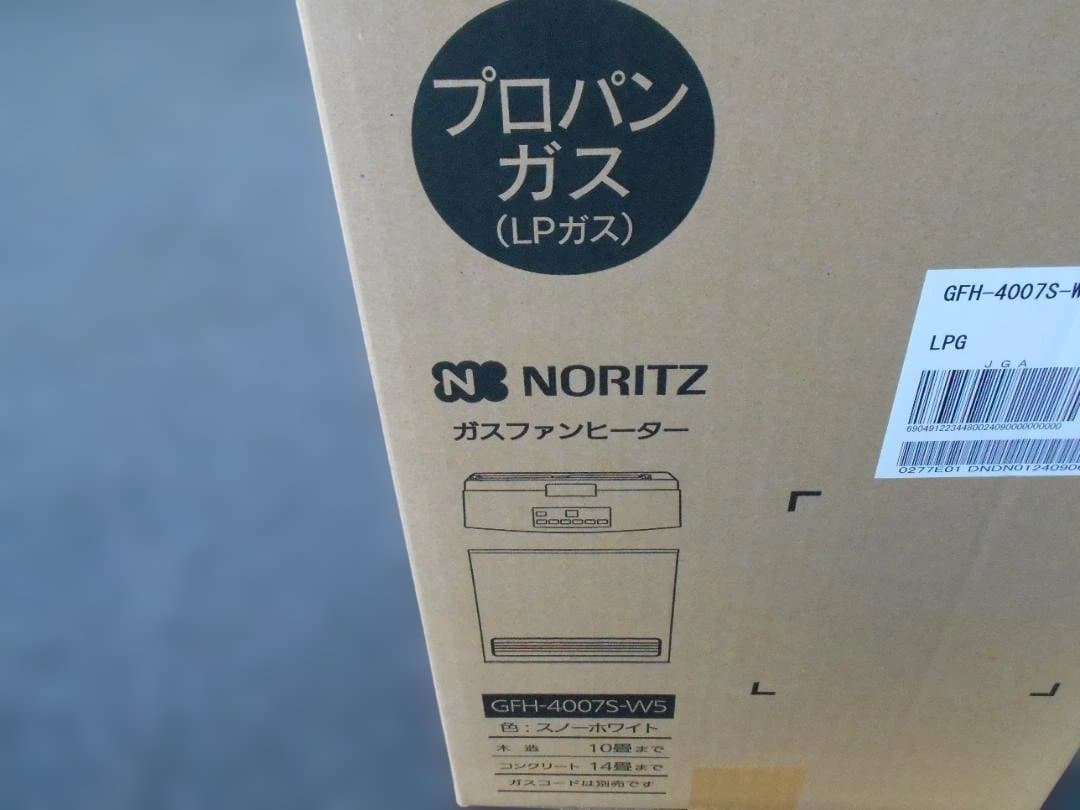 プロパン
ガス
(LPガス)
NORITZ
ガスファンヒーター
GFH-4007S-W5
色:スノーホワイト
木造 10畳まで
コンクリート 14畳まで
ガスコードは別売です
GFH-4007S-W
LPG
JGA
0277E01 DNDN01240900